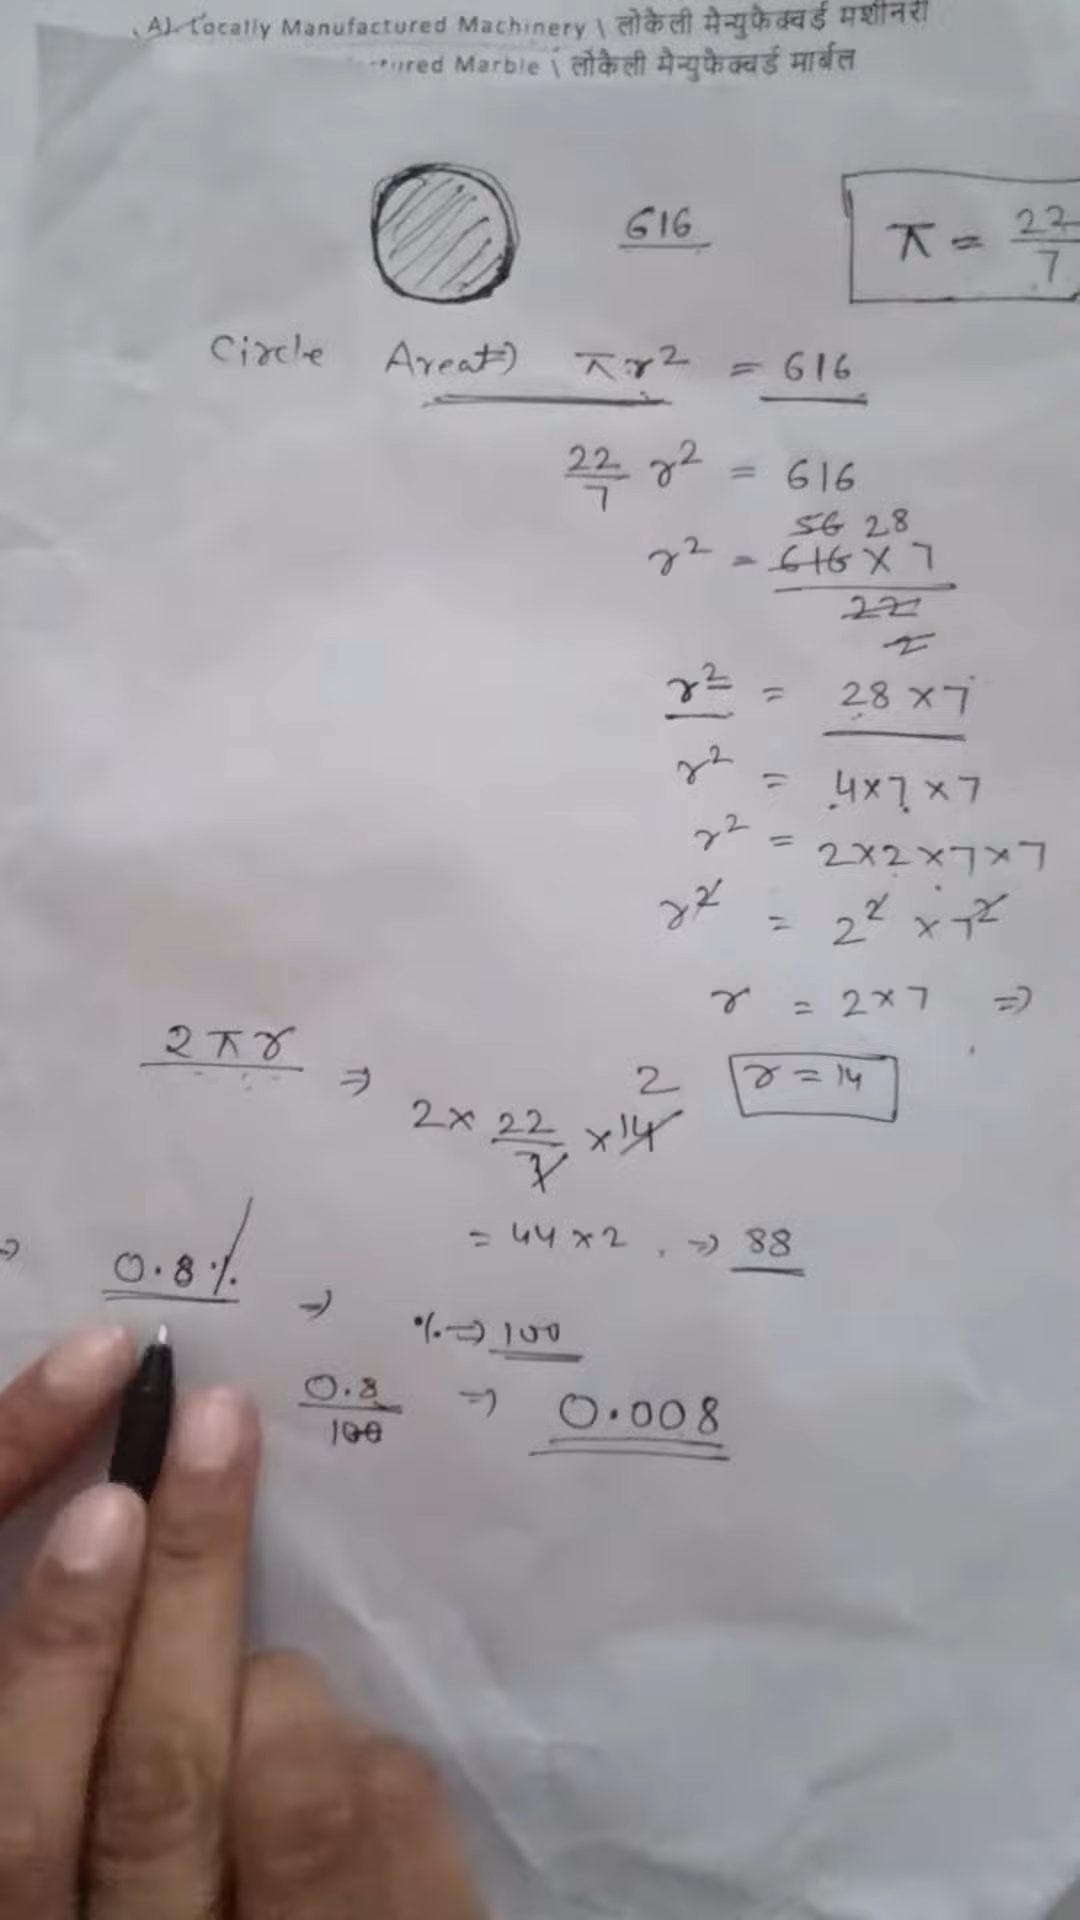 A) Locally Manufactured Machinery \ लोकेली मेन्युफेक्चर्ड मशीनरी
Marble \ लोकैली मैन्युफेक्चर्ड मार्बल
616
π = 22/7
Circle Area ⇒ πr² = 616
22/7 r² = 616
56 28
r² = 616 × 7
22
2
r² = 28 × 7
r² = 4×7×7
r² = 2×2×7×7
r² = 2² × 7²
r = 2×7 ⇒
r = 14
2πr ⇒
2
2× 22/7 ×14
= 44×2 ⇒ 88
⇒ 0.8% ⇒
% ⇒ 100
0.8/100 ⇒ 0.008